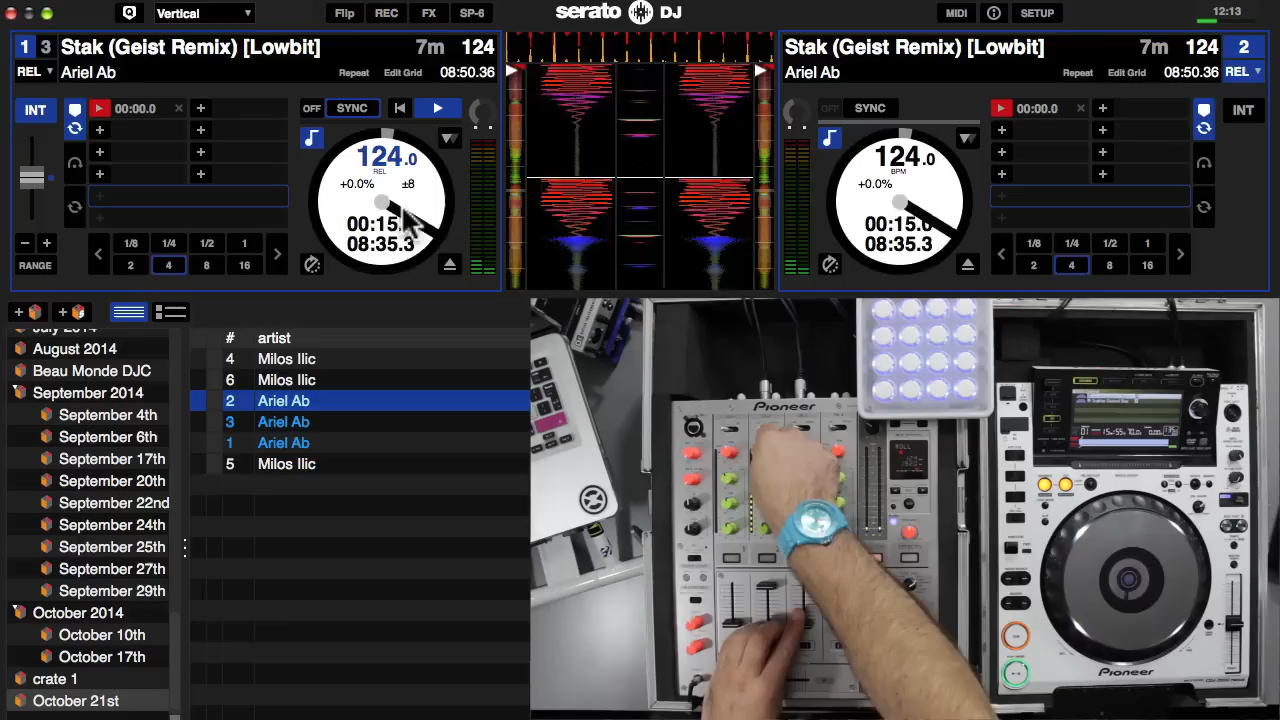 Vertical
Flip
REC
FX
SP-6
serato DJ
MIDI
SETUP
12:13
1 3 Stak (Geist Remix) [Lowbit] 7m 124
REL Ariel Ab Repeat Edit Grid 08:50.36
INT
00:00.0
OFF SYNC
124.0
REL
+0.0% ±8
00:15.
08:35.3
1/8 1/4 1/2 1
2 4 8 16
RANGE
Stak (Geist Remix) [Lowbit] 7m 124 2
Ariel Ab Repeat Edit Grid 08:50.36 REL
OFF SYNC
00:00.0
INT
124.0
BPM
+0.0%
00:15.
08:35.3
1/8 1/4 1/2 1
2 4 8 16
July 2014
August 2014
Beau Monde DJC
September 2014
September 4th
September 6th
September 17th
September 20th
September 22nd
September 24th
September 25th
September 27th
September 29th
October 2014
October 10th
October 17th
crate 1
October 21st
# artist
4 Milos Ilic
6 Milos Ilic
2 Ariel Ab
3 Ariel Ab
1 Ariel Ab
5 Milos Ilic
Pioneer
ROLL
Pioneer